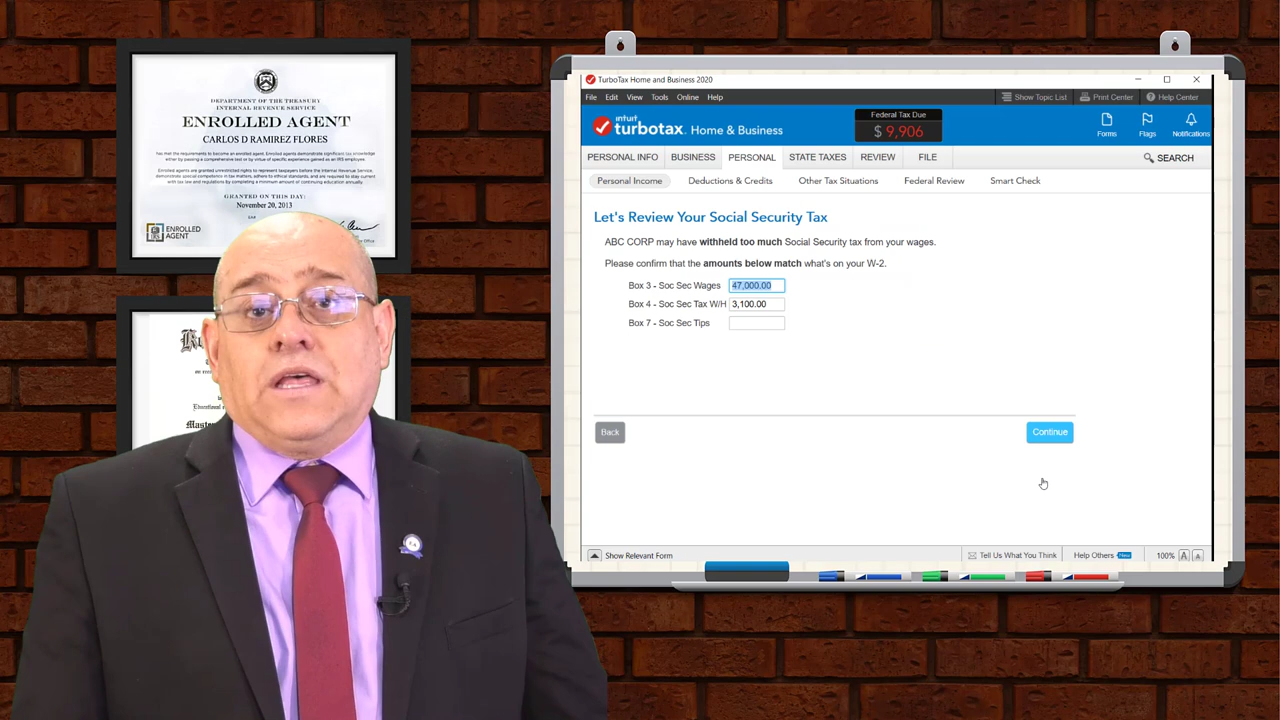 DEPARTMENT OF THE TREASURY
INTERNAL REVENUE SERVICE
ENROLLED AGENT
CARLOS D RAMIREZ FLORES
GRANTED ON THIS DAY:
November 20, 2013
ENROLLED
AGENT
TurboTax Home and Business 2020
File Edit View Tools Online Help
Show Topic List Print Center Help Center
intuit
turbotax. Home & Business
Federal Tax Due
$ 9,906
Forms Flags Notifications
PERSONAL INFO BUSINESS PERSONAL STATE TAXES REVIEW FILE SEARCH
Personal Income Deductions & Credits Other Tax Situations Federal Review Smart Check
Let's Review Your Social Security Tax
ABC CORP may have withheld too much Social Security tax from your wages.
Please confirm that the amounts below match what's on your W-2.
Box 3 - Soc Sec Wages 47,000.00
Box 4 - Soc Sec Tax W/H 3,100.00
Box 7 - Soc Sec Tips
Back Continue
Show Relevant Form Tell Us What You Think Help Others New 100% A A